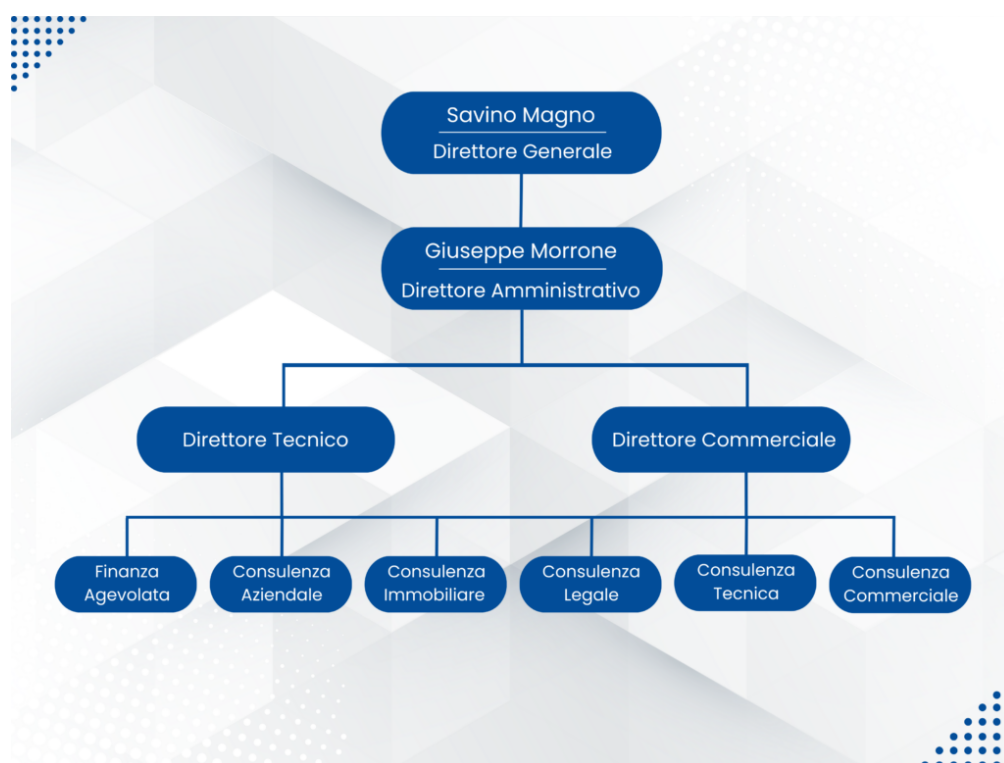 Savino Magno
Direttore Generale
Giuseppe Morrone
Direttore Amministrativo
Direttore Tecnico
Direttore Commerciale
Finanza
Agevolata
Consulenza
Aziendale
Consulenza
Immobiliare
Consulenza
Legale
Consulenza
Tecnica
Consulenza
Commerciale